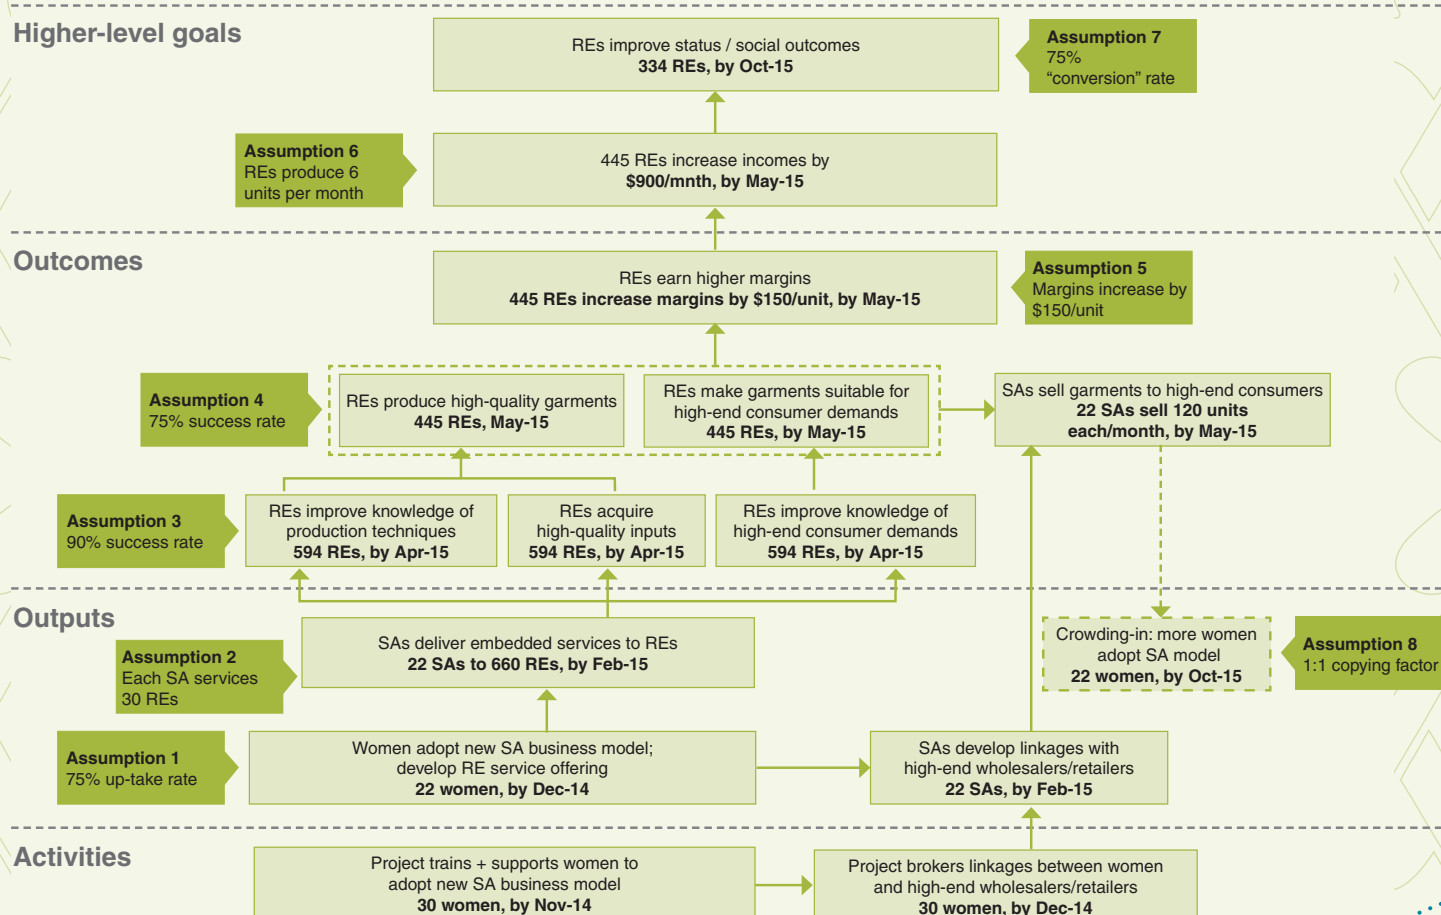 Higher-level goals
REs improve status / social outcomes
334 REs, by Oct-15
Assumption 7
75%
“conversion” rate
Assumption 6
REs produce 6
units per month
445 REs increase incomes by
$900/mnth, by May-15
Outcomes
REs earn higher margins
445 REs increase margins by $150/unit, by May-15
Assumption 5
Margins increase by
$150/unit
Assumption 4
75% success rate
REs produce high-quality garments
445 REs, May-15
REs make garments suitable for
high-end consumer demands
445 REs, by May-15
SAs sell garments to high-end consumers
22 SAs sell 120 units
each/month, by May-15
Assumption 3
90% success rate
REs improve knowledge of
production techniques
594 REs, by Apr-15
REs acquire
high-quality inputs
594 REs, by Apr-15
REs improve knowledge of
high-end consumer demands
594 REs, by Apr-15
Outputs
Assumption 2
Each SA services
30 REs
SAs deliver embedded services to REs
22 SAs to 660 REs, by Feb-15
Crowding-in: more women
adopt SA model
22 women, by Oct-15
Assumption 8
1:1 copying factor
Assumption 1
75% up-take rate
Women adopt new SA business model;
develop RE service offering
22 women, by Dec-14
SAs develop linkages with
high-end wholesalers/retailers
22 SAs, by Feb-15
Activities
Project trains + supports women to
adopt new SA business model
30 women, by Nov-14
Project brokers linkages between women
and high-end wholesalers/retailers
30 women, by Dec-14